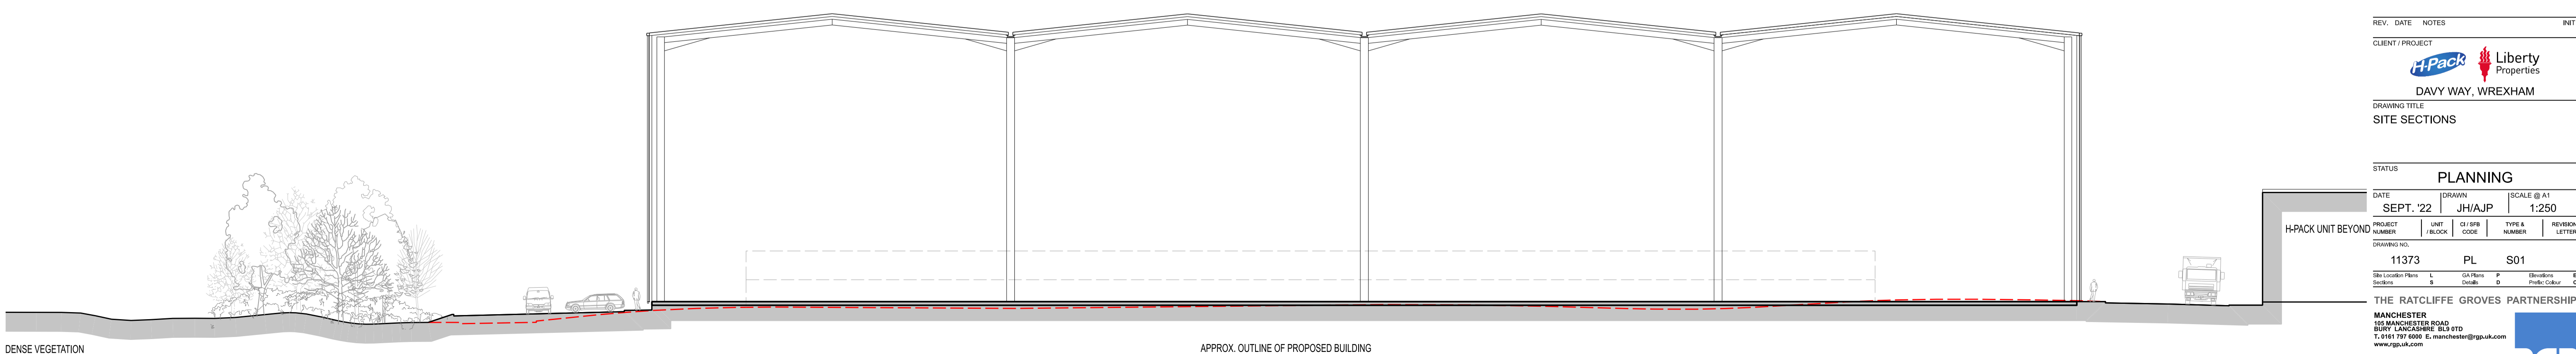 REV. DATE NOTES INIT
CLIENT / PROJECT
H-Pack Liberty Properties
DAVY WAY, WREXHAM
DRAWING TITLE
SITE SECTIONS
STATUS
PLANNING
DATE DRAWN SCALE @ A1
SEPT. '22 JH/AJP 1:250
PROJECT NUMBER UNIT / BLOCK CI / SFB CODE TYPE & NUMBER REVISION LETTER
DRAWING NO.
11373 PL S01
Site Location Plans L GA Plans P Elevations E
Sections S Details D Prefix: Colour C
THE RATCLIFFE GROVES PARTNERSHIP
MANCHESTER
105 MANCHESTER ROAD
BURY LANCASHIRE BL9 0TD
T. 0161 797 6000 E. manchester@rgp.uk.com
www.rgp.uk.com
H-PACK UNIT BEYOND
DENSE VEGETATION
APPROX. OUTLINE OF PROPOSED BUILDING